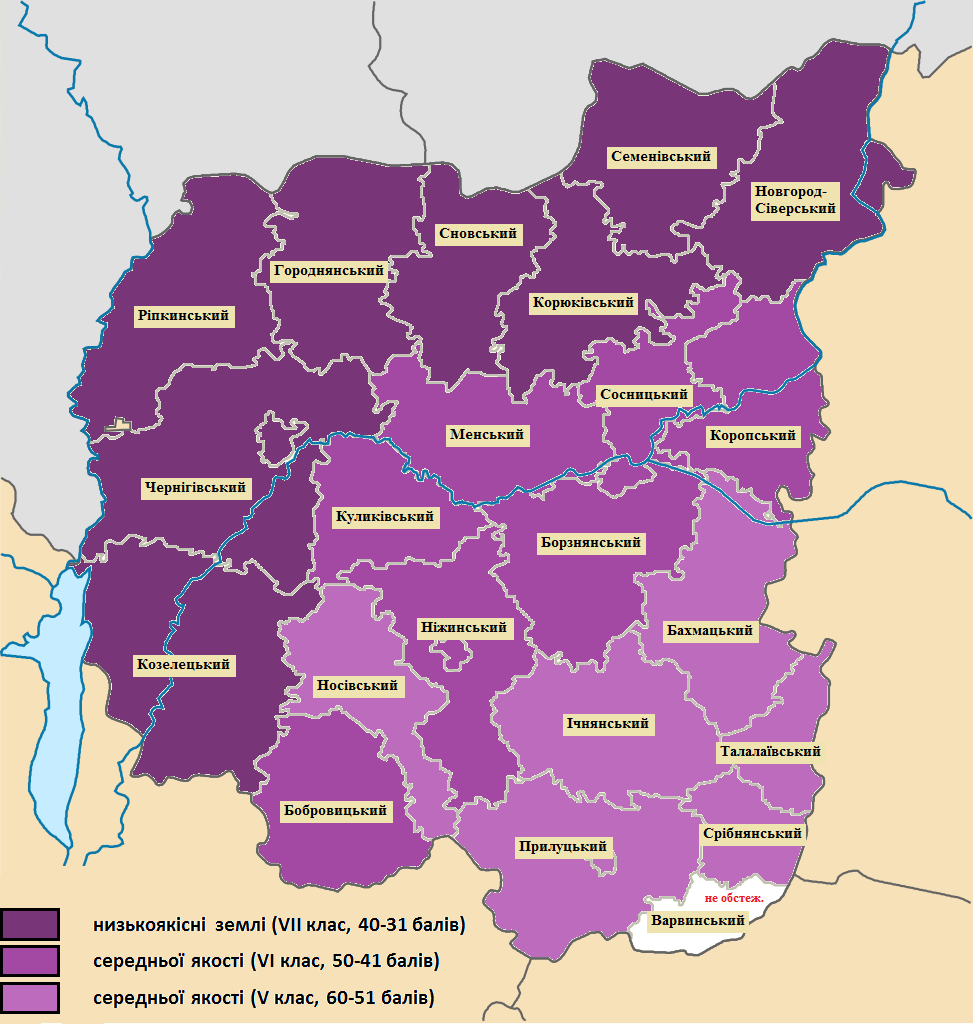 Семенівський
Новгород-
Сіверський
Сновський
Городнянський
Корюківський
Ріпкинський
Сосницький
Менський
Коропський
Чернігівський
Куликівський
Борзнянський
Ніжинський
Бахмацький
Козелецький
Носівський
Ічнянський
Талалаївський
Бобровицький
Срібнянський
Прилуцький
не обстеж.
Варвинський
низькоякісні землі (VII клас, 40-31 балів)
середньої якості (VI клас, 50-41 балів)
середньої якості (V клас, 60-51 балів)